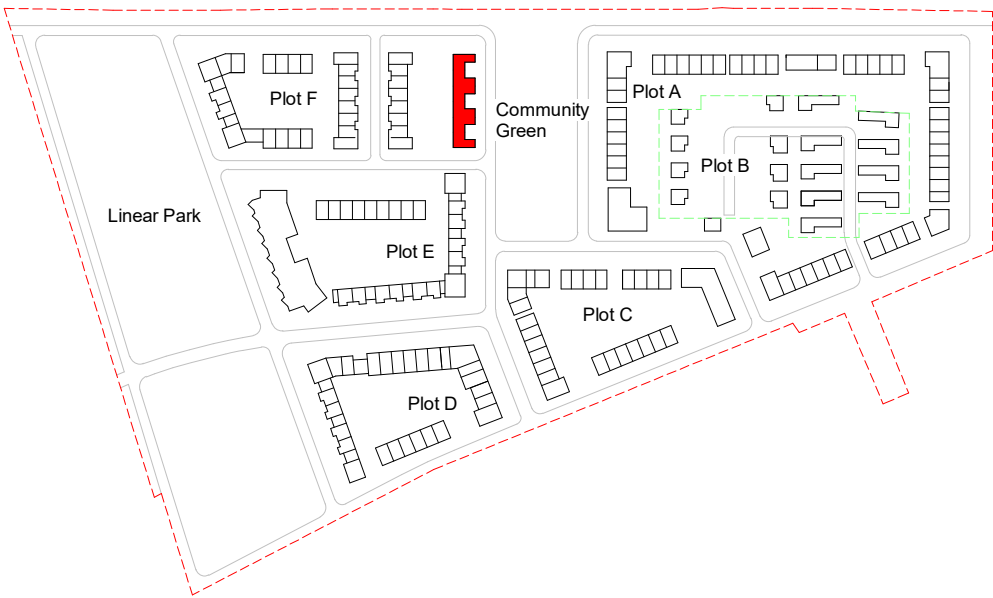 Plot A
Plot F
Community
Green
Plot B
Linear Park
Plot E
Plot C
Plot D